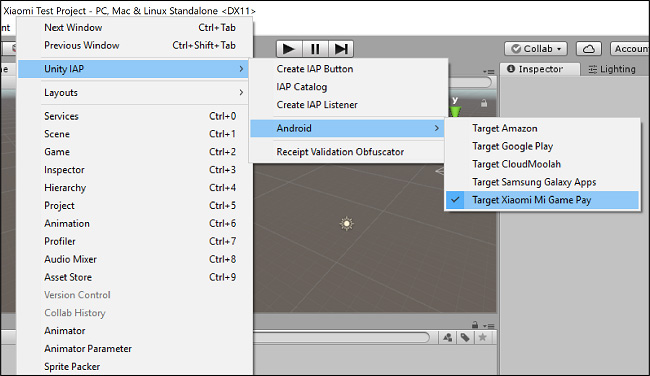 Xiaomi Test Project - PC, Mac & Linux Standalone <DX11>
Next Window Ctrl+Tab
Previous Window Ctrl+Shift+Tab
Unity IAP
Layouts
Services Ctrl+0
Scene Ctrl+1
Game Ctrl+2
Inspector Ctrl+3
Hierarchy Ctrl+4
Project Ctrl+5
Animation Ctrl+6
Profiler Ctrl+7
Audio Mixer Ctrl+8
Asset Store Ctrl+9
Version Control
Collab History
Animator
Animator Parameter
Sprite Packer
Create IAP Button
IAP Catalog
Create IAP Listener
Android
Receipt Validation Obfuscator
Target Amazon
Target Google Play
Target CloudMoolah
Target Samsung Galaxy Apps
Target Xiaomi Mi Game Pay
Collab
Accoun
Inspector
Lighting
y